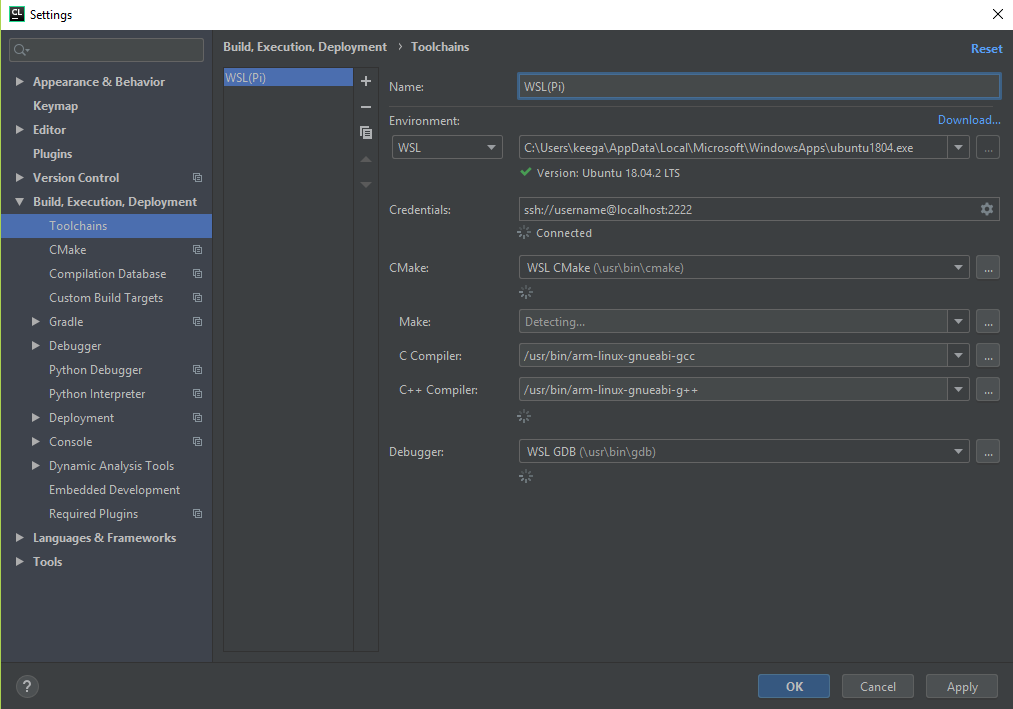 CL Settings
Build, Execution, Deployment › Toolchains
Reset
Appearance & Behavior
Keymap
Editor
Plugins
Version Control
Build, Execution, Deployment
Toolchains
CMake
Compilation Database
Custom Build Targets
Gradle
Debugger
Python Debugger
Python Interpreter
Deployment
Console
Dynamic Analysis Tools
Embedded Development
Required Plugins
Languages & Frameworks
Tools
WSL(Pi)
Name: WSL(Pi)
Environment: Download...
WSL C:\Users\keega\AppData\Local\Microsoft\WindowsApps\ubuntu1804.exe ...
Version: Ubuntu 18.04.2 LTS
Credentials: ssh://username@localhost:2222
Connected
CMake: WSL CMake (\usr\bin\cmake) ...
Make: Detecting... ...
C Compiler: /usr/bin/arm-linux-gnueabi-gcc ...
C++ Compiler: /usr/bin/arm-linux-gnueabi-g++ ...
Debugger: WSL GDB (\usr\bin\gdb) ...
? OK Cancel Apply